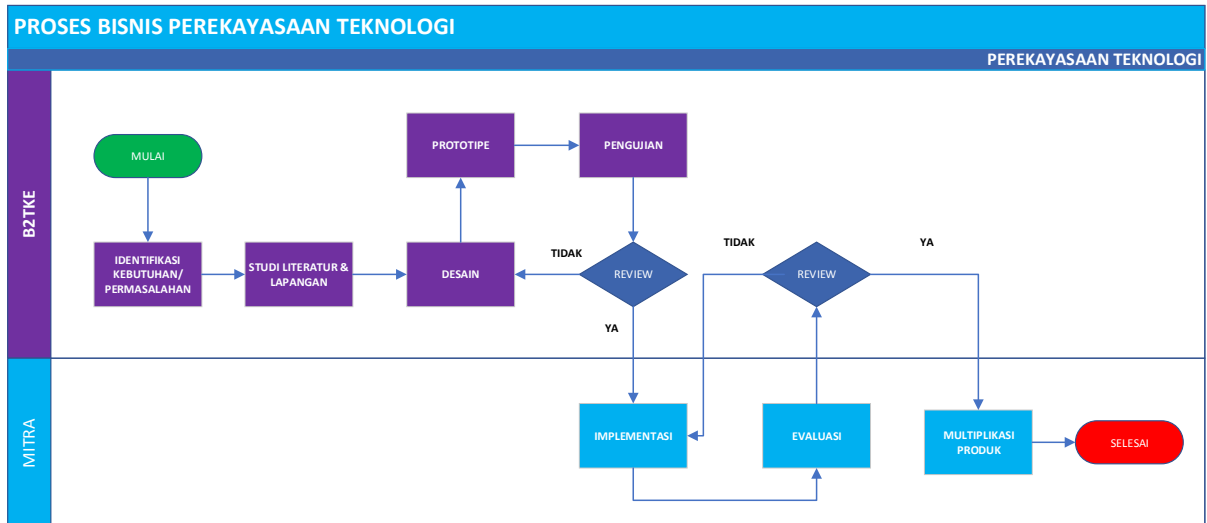 PROSES BISNIS PEREKAYASAAN TEKNOLOGI
PEREKAYASAAN TEKNOLOGI
B2TKE
MULAI
PROTOTIPE
PENGUJIAN
IDENTIFIKASI
KEBUTUHAN/
PERMASALAHAN
STUDI LITERATUR &
LAPANGAN
DESAIN
TIDAK
REVIEW
YA
TIDAK
REVIEW
YA
MITRA
IMPLEMENTASI
EVALUASI
MULTIPLIKASI
PRODUK
SELESAI